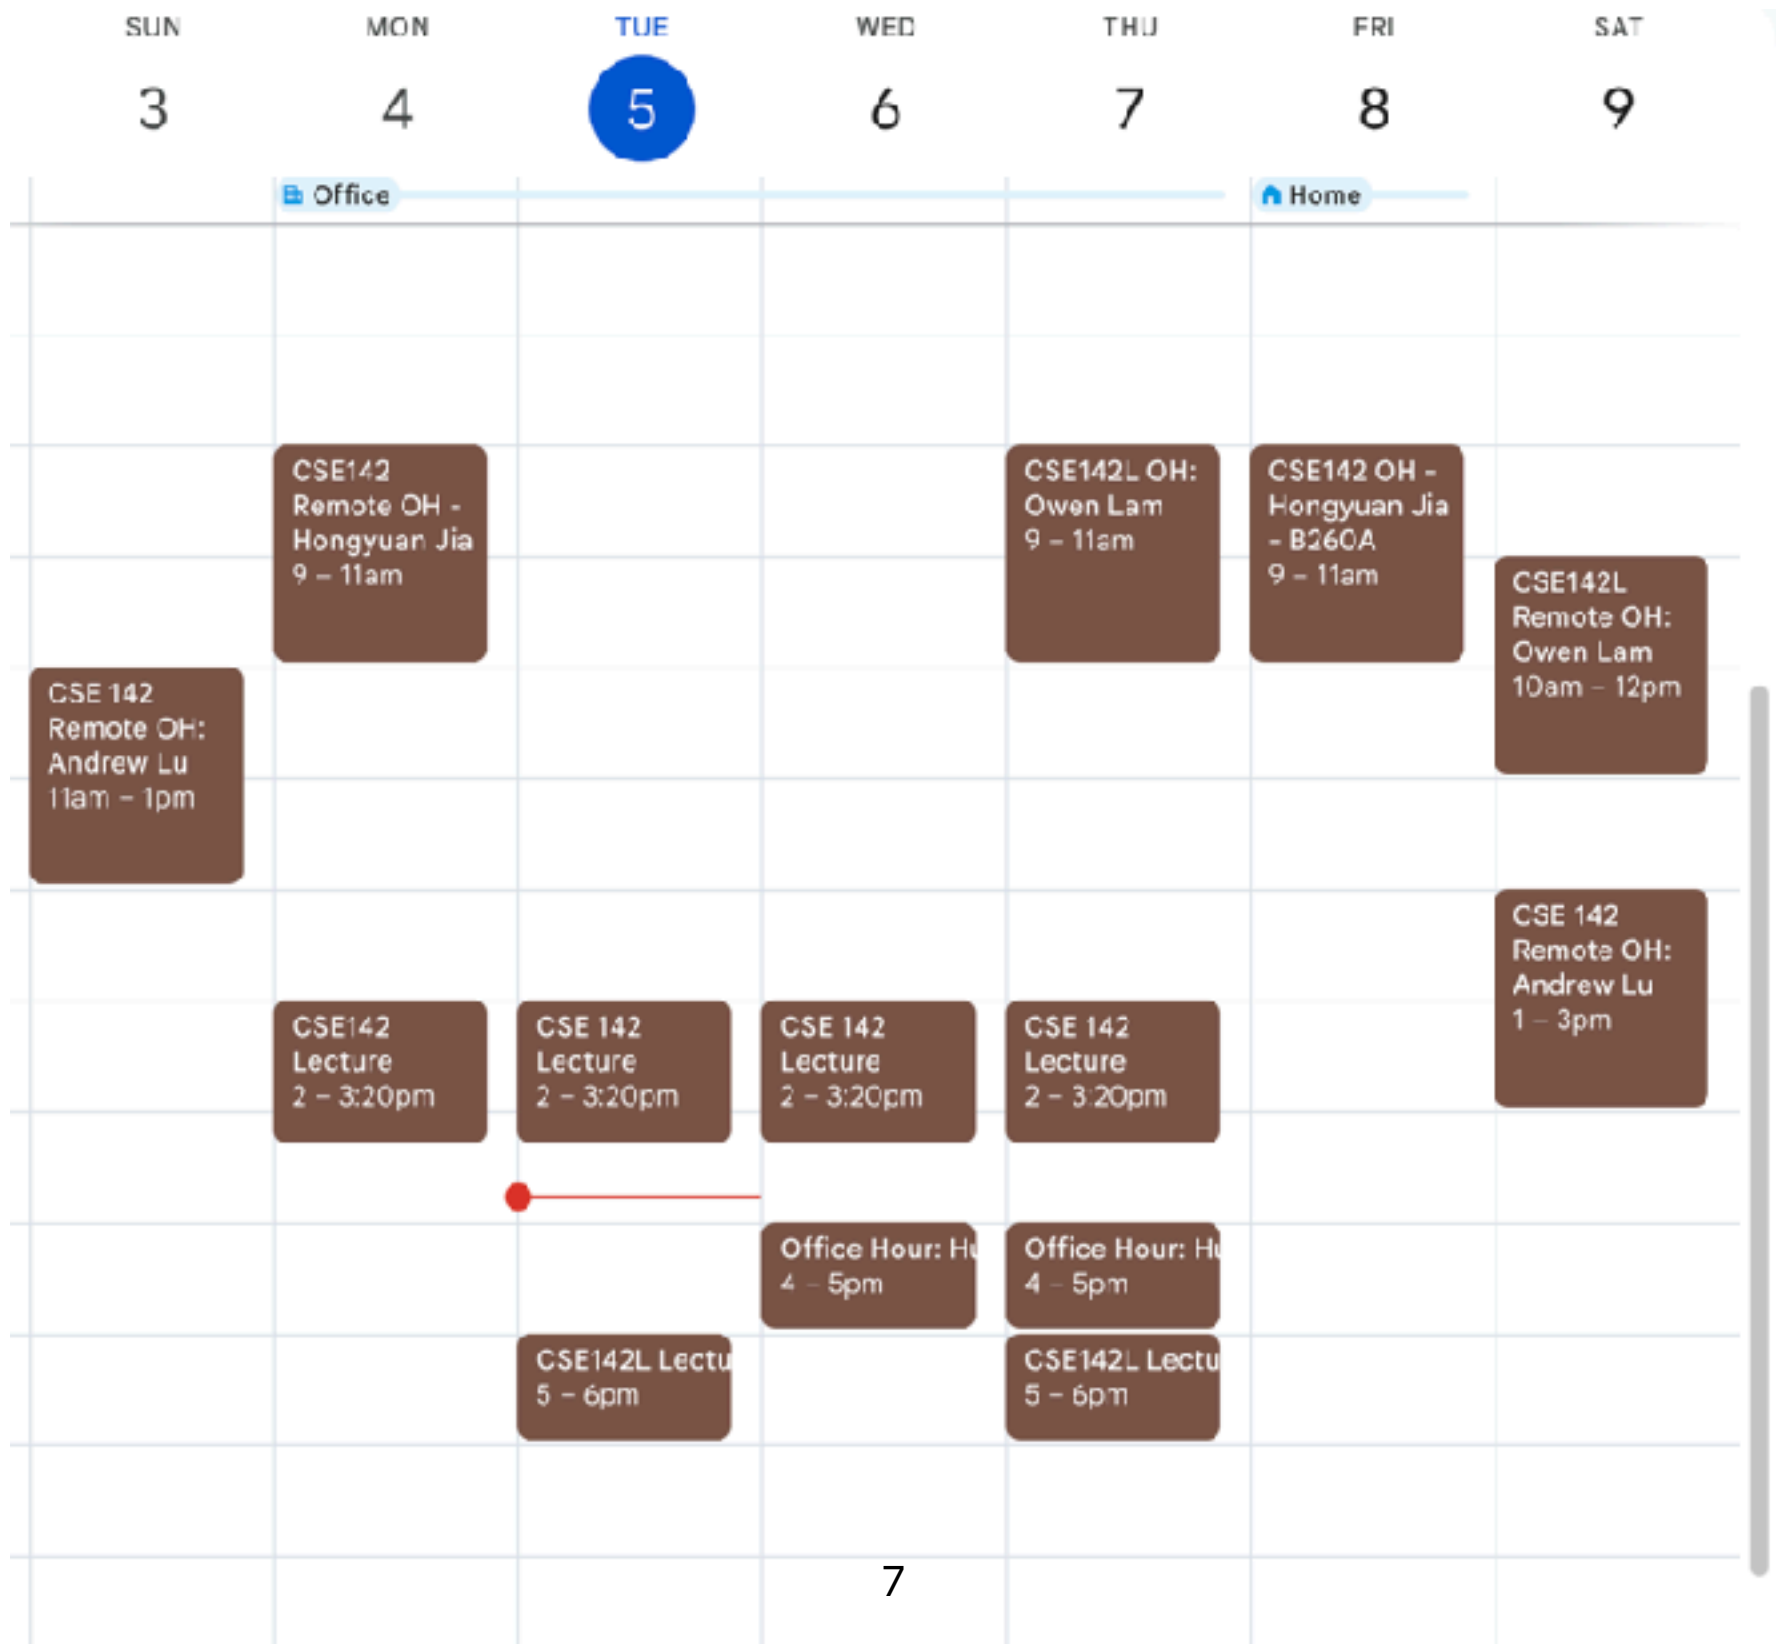 SUN
MON
TUE
WED
THU
FRI
SAT
3
4
5
6
7
8
9
Office
Home
CSE 142
Remote OH:
Andrew Lu
11am – 1pm
CSE142
Remote OH -
Hongyuan Jia
9 – 11am
CSE142
Lecture
2 – 3:20pm
CSE 142
Lecture
2 – 3:20pm
CSE142L Lectu
5 – 6pm
CSE 142
Lecture
2 – 3:20pm
Office Hour: Hu
4 – 5pm
CSE142L OH:
Owen Lam
9 – 11am
CSE 142
Lecture
2 – 3:20pm
Office Hour: Hu
4 – 5pm
CSE142L Lectu
5 – 6pm
CSE142 OH -
Hongyuan Jia
- B260A
9 – 11am
CSE142L
Remote OH:
Owen Lam
10am – 12pm
CSE 142
Remote OH:
Andrew Lu
1 – 3pm
7